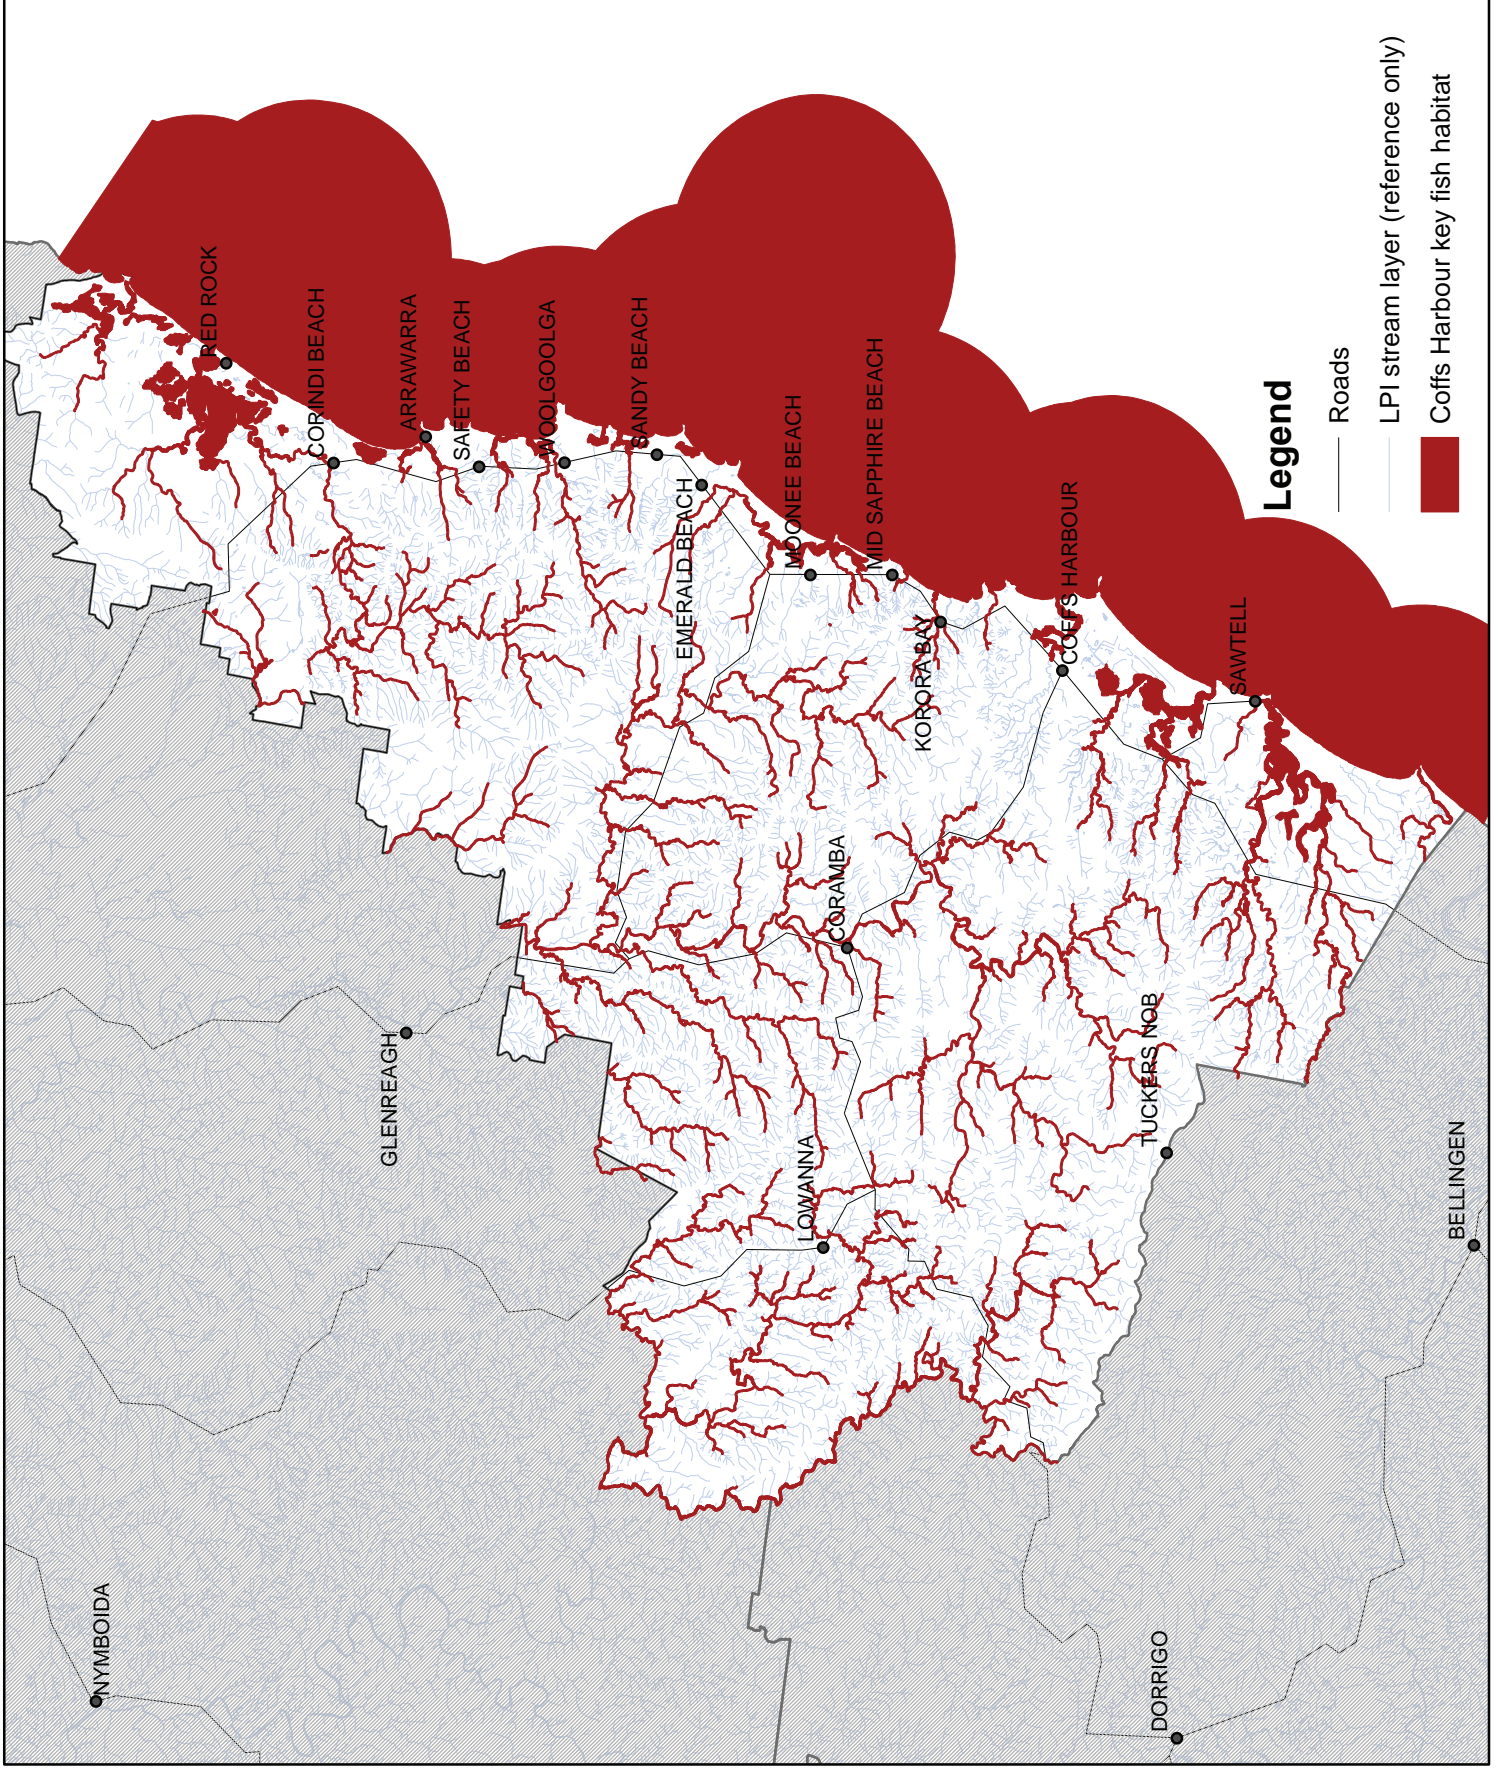 RED ROCK
CORINDI BEACH
ARRAWARRA
SAFETY BEACH
WOOLGOOLGA
SANDY BEACH
EMERALD BEACH
MOONEE BEACH
MID SAPPHIRE BEACH
KORORA BAY
COFFS HARBOUR
SAWTELL
CORAMBA
GLENREAGH
LOWANNA
TUCKERS NOB
BELLINGEN
NYMBOIDA
DORRIGO
Legend
Roads
LPI stream layer (reference only)
Coffs Harbour key fish habitat